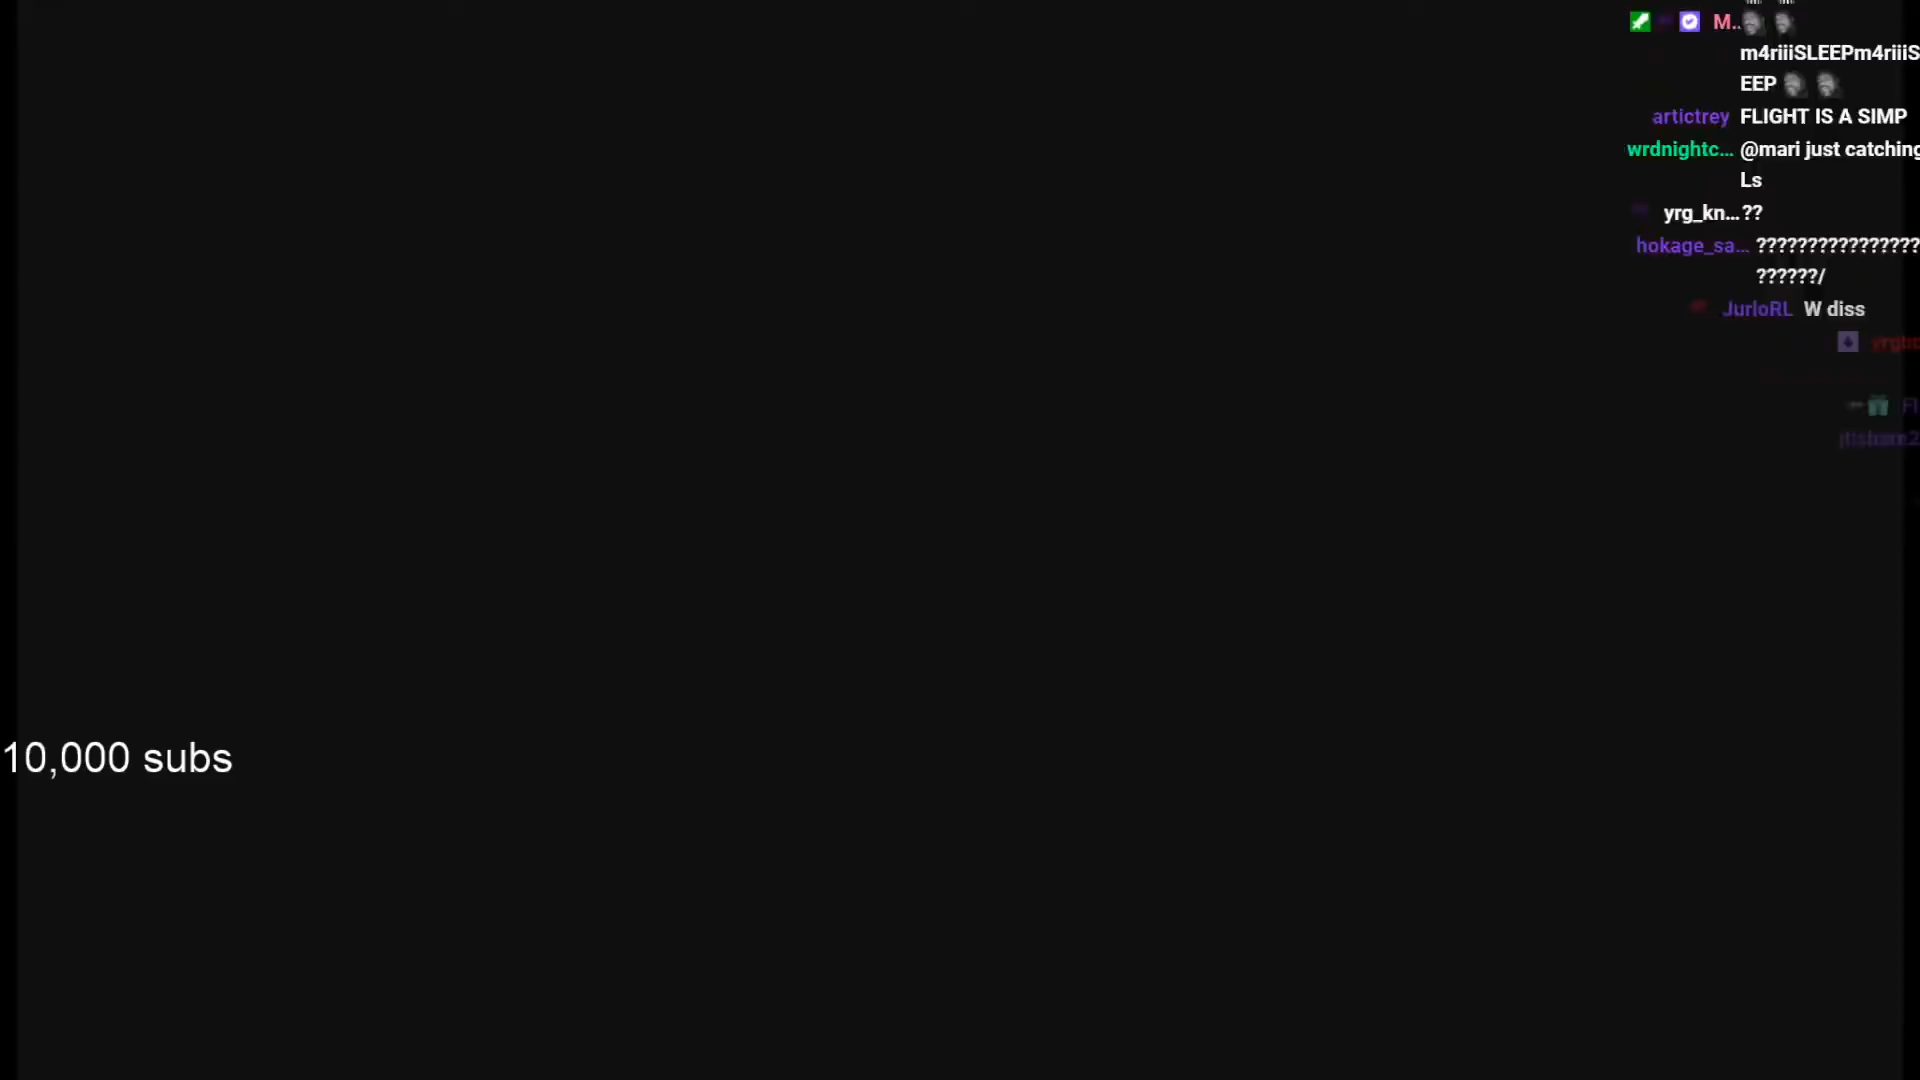 M..
m4riiiSLEEPm4riiiS
EEP
artictrey FLIGHT IS A SIMP
wrdnightc... @mari just catching
Ls
yrg_kn... ??
hokage_sa... ????????????????
??????/
JurloRL W diss
10,000 subs